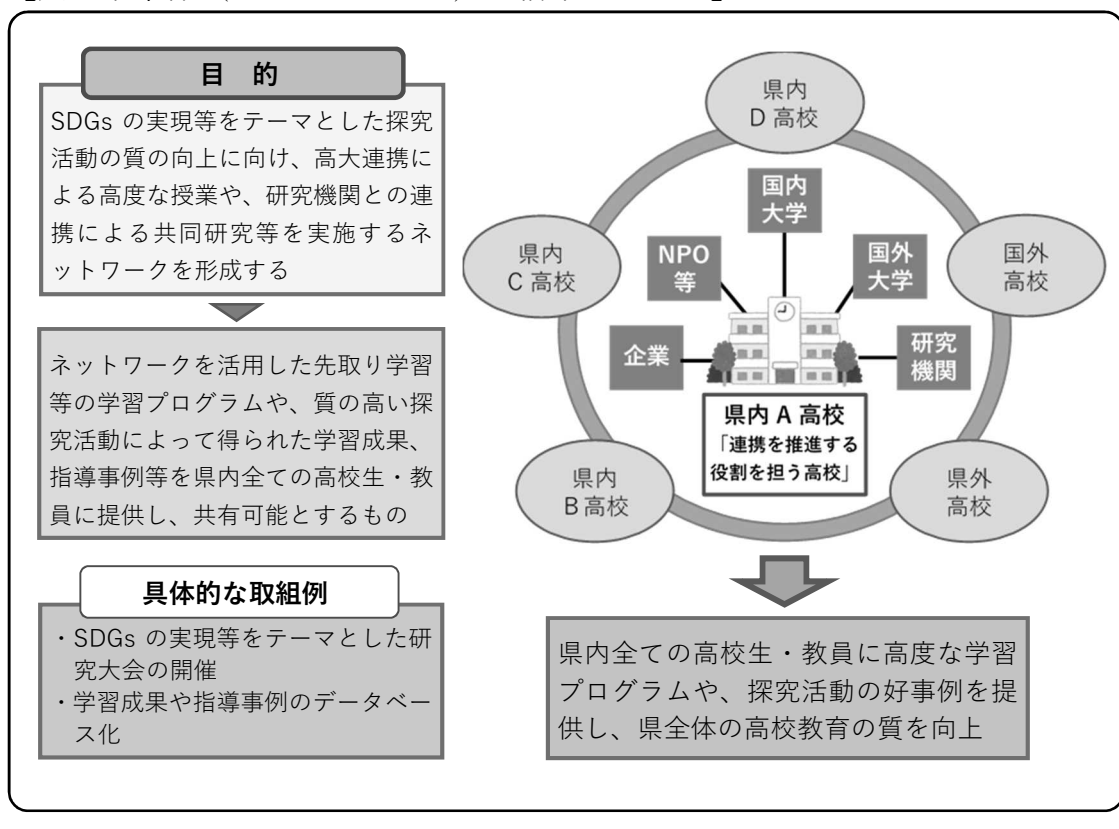 目 的
SDGs の実現等をテーマとした探究
活動の質の向上に向け、高大連携に
よる高度な授業や、研究機関との連
携による共同研究等を実施するネ
ットワークを形成する
ネットワークを活用した先取り学習
等の学習プログラムや、質の高い探
究活動によって得られた学習成果、
指導事例等を県内全ての高校生・教
員に提供し、共有可能とするもの
具体的な取組例
・SDGs の実現等をテーマとした研
究大会の開催
・学習成果や指導事例のデータベー
ス化
県内
D 高校
国内
大学
県内
C 高校
NPO
等
国外
大学
国外
高校
企業
研究
機関
県内 A 高校
「連携を推進する
役割を担う高校」
県内
B 高校
県外
高校
県内全ての高校生・教員に高度な学習
プログラムや、探究活動の好事例を提
供し、県全体の高校教育の質を向上